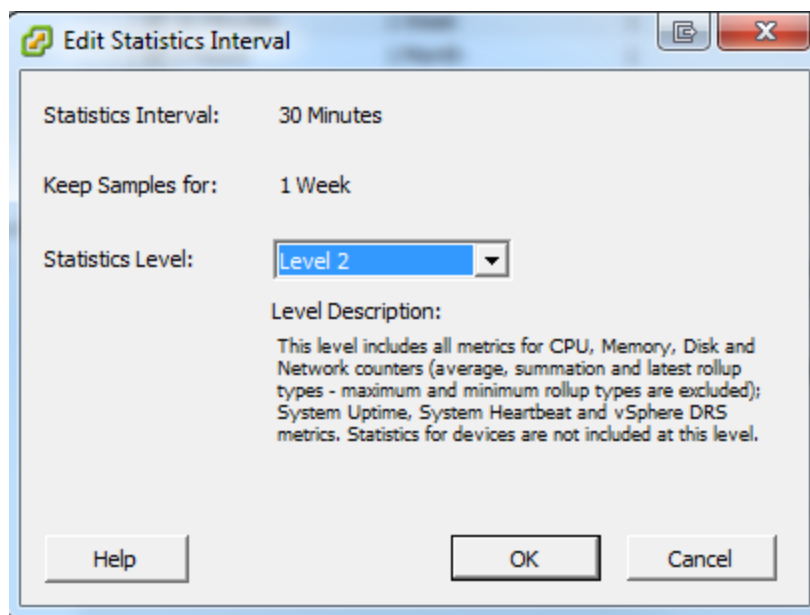 Edit Statistics Interval
Statistics Interval: 30 Minutes
Keep Samples for: 1 Week
Statistics Level: Level 2
Level Description:
This level includes all metrics for CPU, Memory, Disk and
Network counters (average, summation and latest rollup
types - maximum and minimum rollup types are excluded);
System Uptime, System Heartbeat and vSphere DRS
metrics. Statistics for devices are not included at this level.
Help OK Cancel